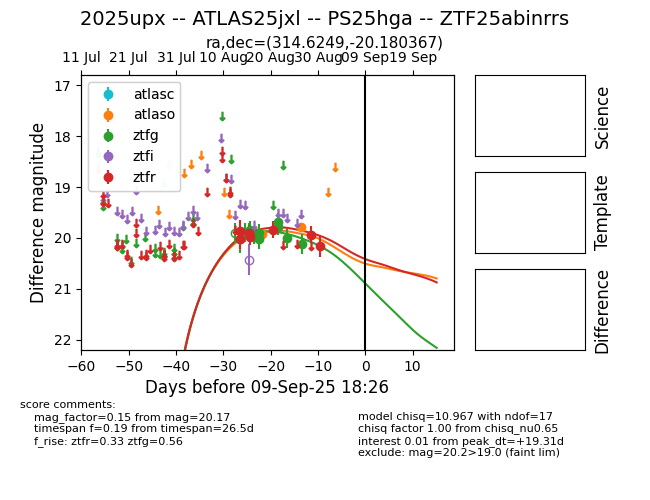 2025upx -- ATLAS25jxl -- PS25hga -- ZTF25abinrrs
ra,dec=(314.6249,-20.180367)
11 Jul 21 Jul 31 Jul 10 Aug 20 Aug 30 Aug 09 Sep 19 Sep
17
18
19
20
21
22
atlasc
atlaso
ztfg
ztfi
ztfr
Difference magnitude
−60 −50 −40 −30 −20 −10 0 10
Days before 09-Sep-25 18:26
Science
Template
Difference
score comments:
mag_factor=0.15 from mag=20.17
timespan f=0.19 from timespan=26.5d
f_rise: ztfr=0.33 ztfg=0.56
model chisq=10.967 with ndof=17
chisq factor 1.00 from chisq_nu0.65
interest 0.01 from peak_dt=+19.31d
exclude: mag=20.2>19.0 (faint lim)